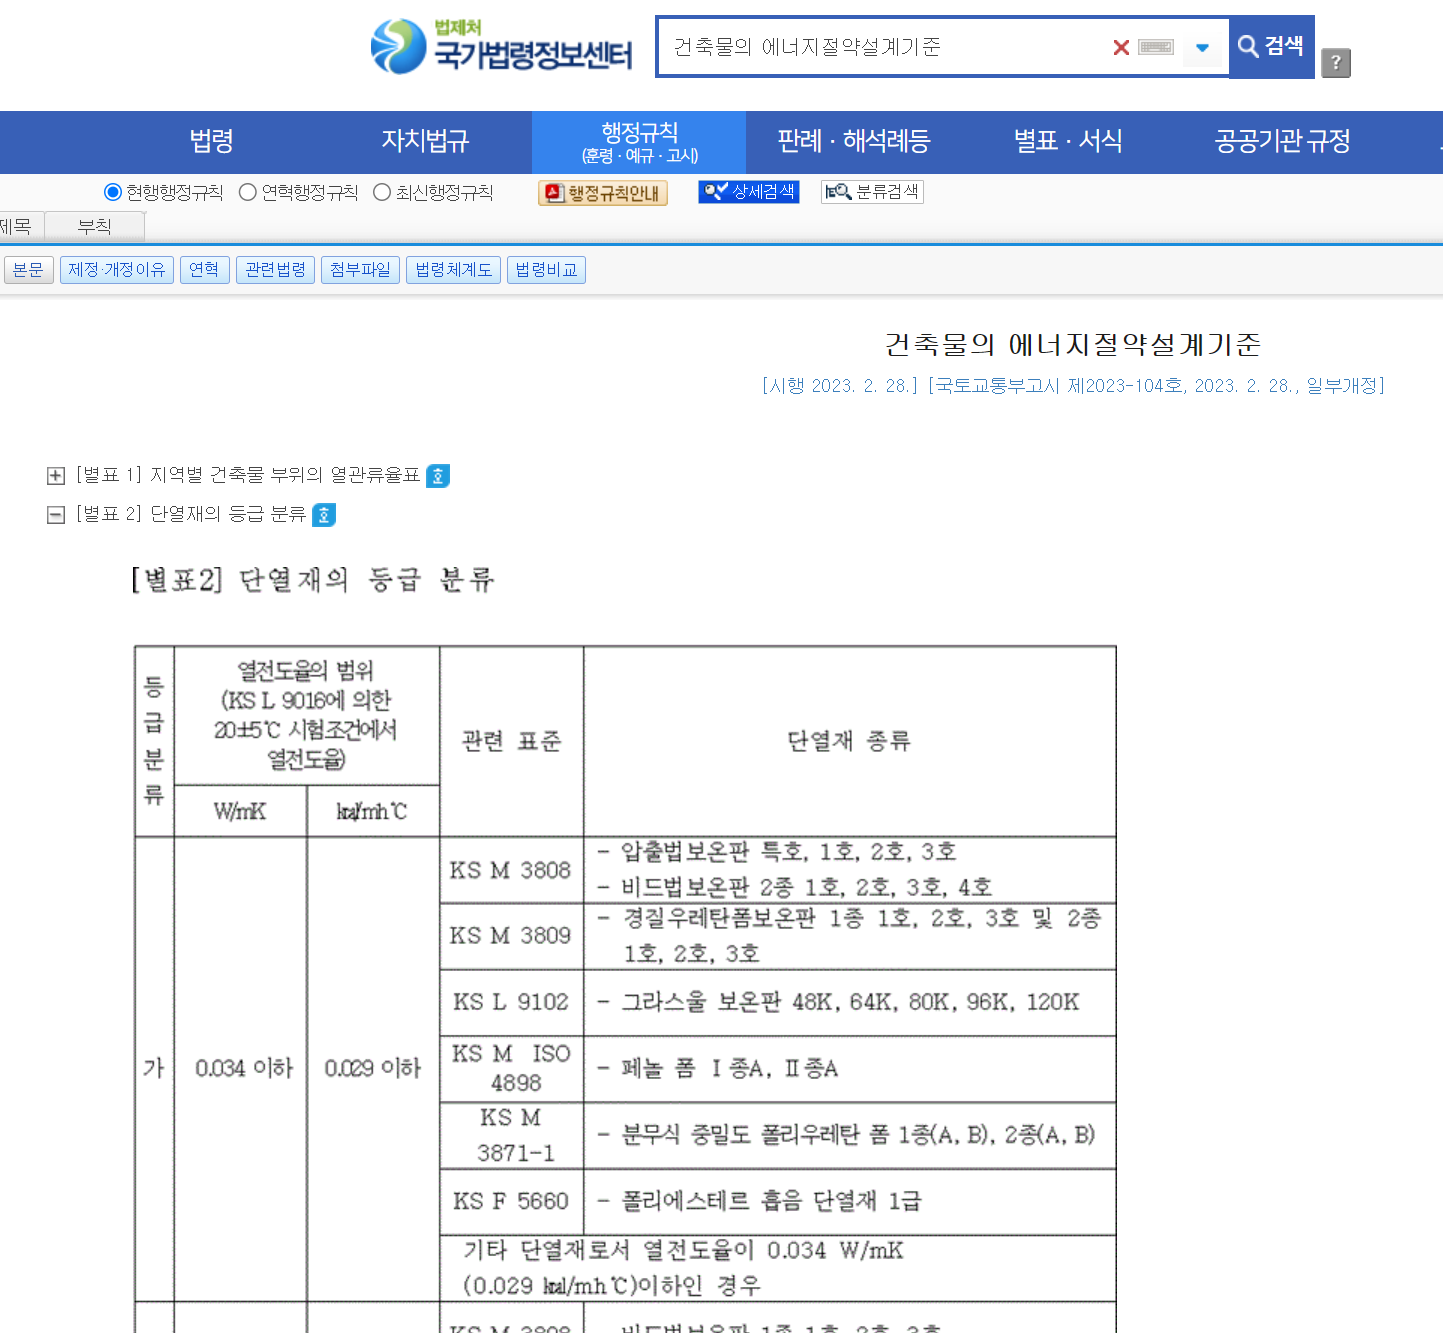 법제처
국가법령정보센터
건축물의 에너지절약설계기준
검색
?
법령
자치법규
행정규칙
(훈령 · 예규 · 고시)
판례 · 해석례등
별표 · 서식
공공기관 규정
현행행정규칙
연혁행정규칙
최신행정규칙
행정규칙안내
상세검색
분류검색
제목
부칙
본문
제정·개정이유
연혁
관련법령
첨부파일
법령체계도
법령비교
건축물의 에너지절약설계기준
[시행 2023. 2. 28.] [국토교통부고시 제2023-104호, 2023. 2. 28., 일부개정]
[별표 1] 지역별 건축물 부위의 열관류율표
[별표 2] 단열재의 등급 분류
[별표2] 단열재의 등급 분류
등
급
분
류
열전도율의 범위
(KS L 9016에 의한
20±5℃ 시험조건에서
열전도율)
관련 표준
단열재 종류
W/mK
㎉/mh℃
가
0.034 이하
0.029 이하
KS M 3808
- 압출법보온판 특호, 1호, 2호, 3호
- 비드법보온판 2종 1호, 2호, 3호, 4호
KS M 3809
- 경질우레탄폼보온판 1종 1호, 2호, 3호 및 2종
1호, 2호, 3호
KS L 9102
- 그라스울 보온판 48K, 64K, 80K, 96K, 120K
KS M ISO
4898
- 페놀 폼 Ⅰ종A, Ⅱ종A
KS M
3871-1
- 분무식 중밀도 폴리우레탄 폼 1종(A, B), 2종(A, B)
KS F 5660
- 폴리에스테르 흡음 단열재 1급
기타 단열재로서 열전도율이 0.034 W/mK
(0.029 ㎉/mh℃)이하인 경우
KS M 3808
- 비드법보온판 1종 1호, 2호, 3호